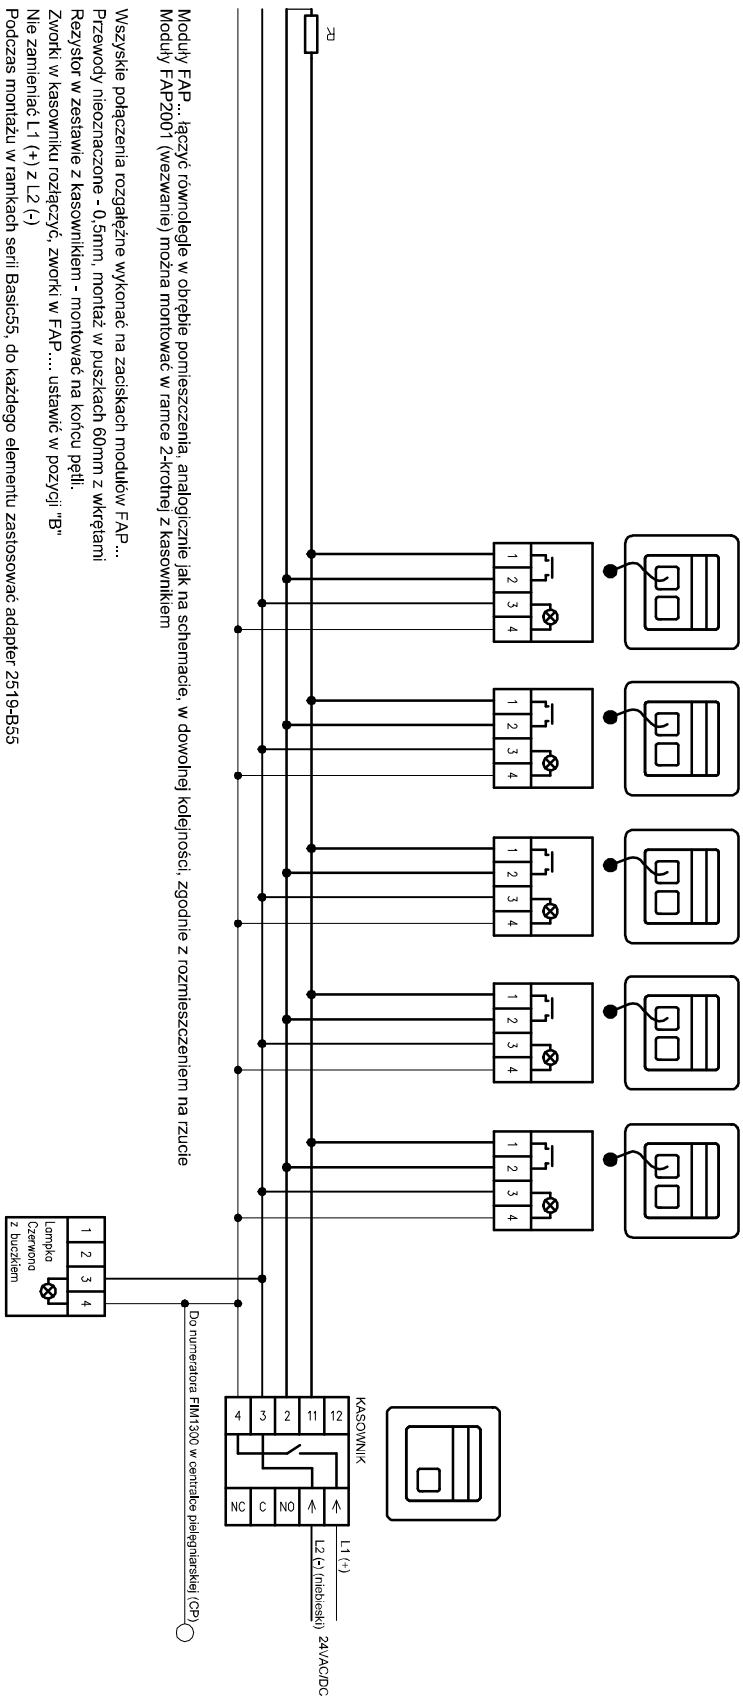 1 2 3 4
1 2 3 4
1 2 3 4
1 2 3 4
1 2 3 4
R
KASOWNIK
4 3 2 11 12
NC C NO
L1 (+)
L2 (-) (niebieski)
24VAC/DC
Do numeratora FIM1300 w centralce pielęgniarskiej (CP)
Moduły FAP... łączyć równolegle w obrębie pomieszczenia, analogicznie jak na schemacie, w dowolnej kolejności, zgodnie z rozmieszczeniem na rzucie
Moduły FAP2001 (wezwanie) można montować w ramce 2-krotnej z kasownikiem
Wszyskie połączenia rozgałęźne wykonać na zaciskach modułów FAP...
Przewody nieoznaczone - 0,5mm, montaż w puszkach 60mm z wkrętami
Rezystor w zestawie z kasownikiem - montować na końcu pętli.
Zworki w kasowniku rozłączyć, zworki w FAP.... ustawić w pozycji "B"
Nie zamieniać L1 (+) z L2 (-)
Podczas montażu w ramkach serii Basic55, do każdego elementu zastosować adapter 2519-B55
1 2 3 4
Lampka
Czerwona
z buczkiem